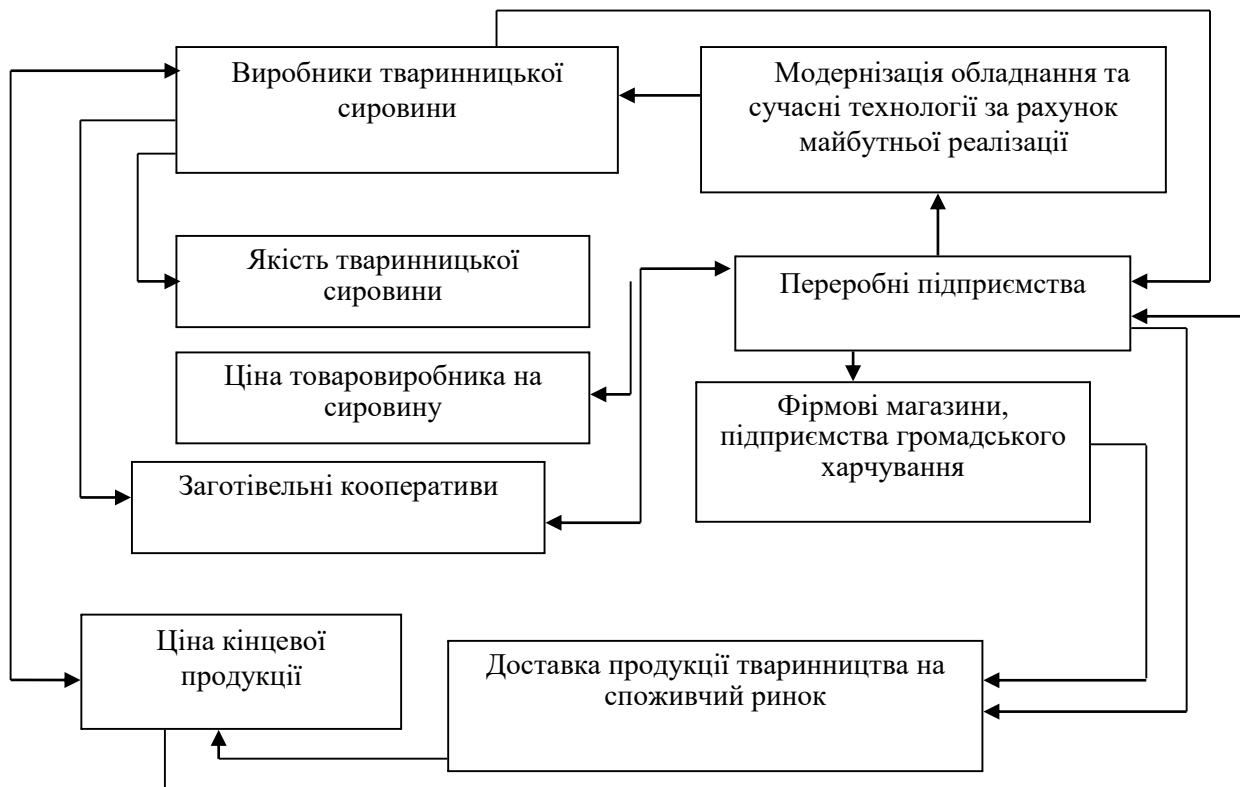 Виробники тваринницької
сировини
Модернізація обладнання та
сучасні технології за рахунок
майбутньої реалізації
Якість тваринницької
сировини
Переробні підприємства
Ціна товаровиробника на
сировину
Фірмові магазини,
підприємства громадського
харчування
Заготівельні кооперативи
Ціна кінцевої
продукції
Доставка продукції тваринництва на
споживчий ринок